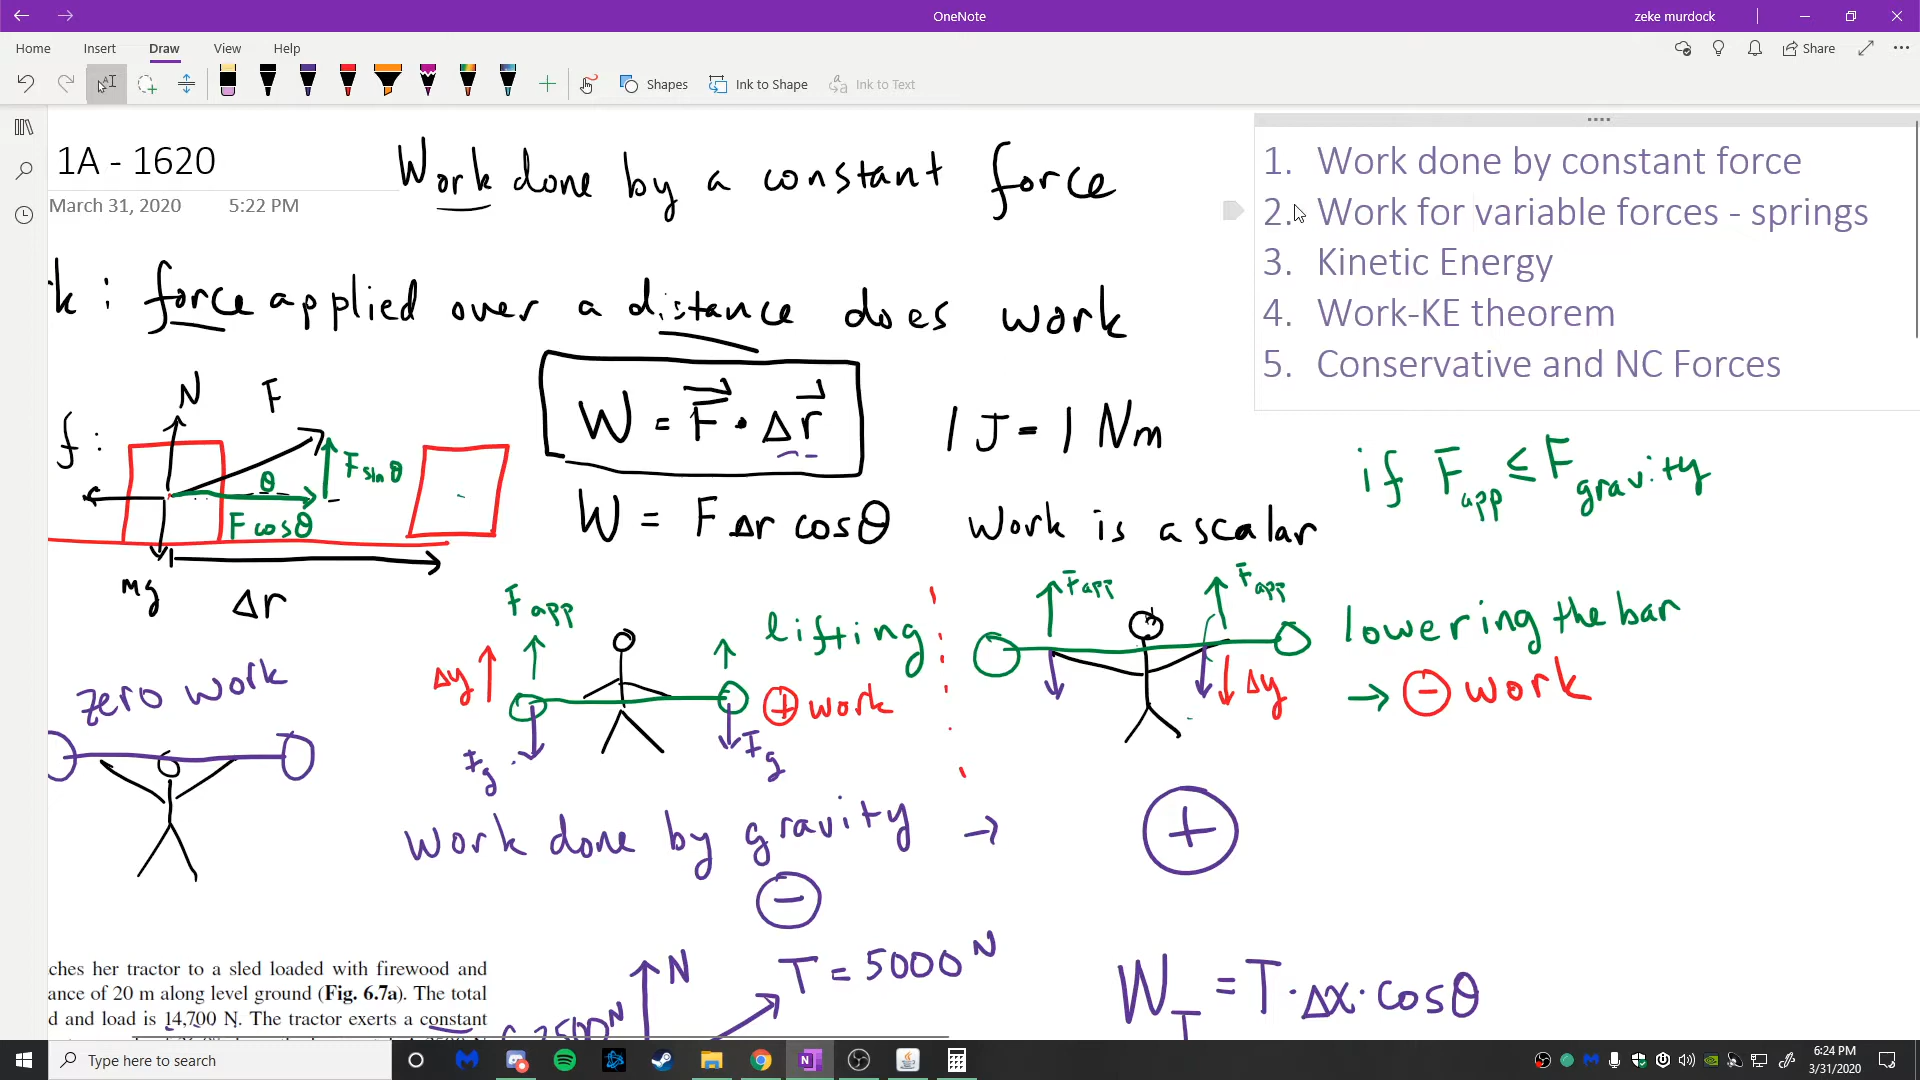 OneNote
zeke murdock
Home Insert Draw View Help
Share
Shapes
Ink to Shape
Ink to Text
1A - 1620
March 31, 2020 5:22 PM
Work done by a constant force
1. Work done by constant force
2. Work for variable forces - springs
3. Kinetic Energy
4. Work-KE theorem
5. Conservative and NC Forces
k : force applied over a distance does work
W = F⃗ · Δr⃗
1 J = 1 Nm
W = F Δr cosθ
Work is a scalar
if F app ≤ F gravity
f :
N
F
θ
F sin θ
F cosθ
mg
Δr
zero work
F app
Δy
lifting
+ work
Fg
Fg
F app
F app
Δy
lowering the bar
→ - work
Work done by gravity →
-
+
ches her tractor to a sled loaded with firewood and
ance of 20 m along level ground (Fig. 6.7a). The total
d and load is 14,700 N. The tractor exerts a constant
N
T = 5000 N
W T = T · Δx · cosθ
Type here to search
6:24 PM
3/31/2020